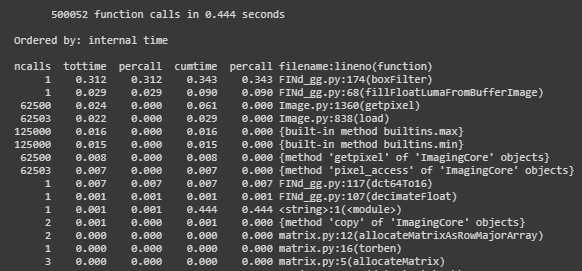 500052 function calls in 0.444 seconds
Ordered by: internal time
ncalls tottime percall cumtime percall filename:lineno(function)
1 0.312 0.312 0.343 0.343 FINd_gg.py:174(boxFilter)
1 0.029 0.029 0.090 0.090 FINd_gg.py:68(fillFloatLumaFromBufferImage)
62500 0.024 0.000 0.061 0.000 Image.py:1360(getpixel)
62503 0.022 0.000 0.029 0.000 Image.py:838(load)
125000 0.016 0.000 0.016 0.000 {built-in method builtins.max}
125000 0.015 0.000 0.015 0.000 {built-in method builtins.min}
62500 0.008 0.000 0.008 0.000 {method 'getpixel' of 'ImagingCore' objects}
62503 0.007 0.000 0.007 0.000 {method 'pixel_access' of 'ImagingCore' objects}
1 0.007 0.007 0.007 0.007 FINd_gg.py:117(dct64To16)
1 0.001 0.001 0.001 0.001 FINd_gg.py:107(decimateFloat)
1 0.001 0.001 0.444 0.444 <string>:1(<module>)
2 0.001 0.000 0.001 0.000 {method 'copy' of 'ImagingCore' objects}
2 0.000 0.000 0.000 0.000 matrix.py:12(allocateMatrixAsRowMajorArray)
1 0.000 0.000 0.000 0.000 matrix.py:16(torben)
3 0.000 0.000 0.000 0.000 matrix.py:5(allocateMatrix)